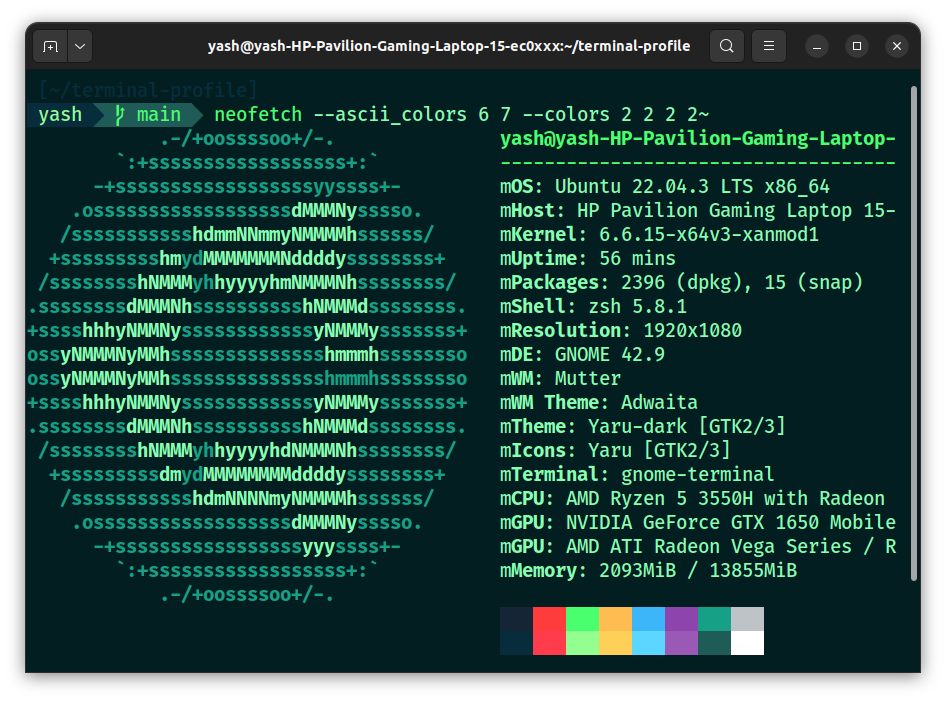 yash@yash-HP-Pavilion-Gaming-Laptop-15-ec0xxx:~/terminal-profile
[~/terminal-profile]
yash main neofetch --ascii_colors 6 7 --colors 2 2 2 2~
.-/+oossssoo+/-. yash@yash-HP-Pavilion-Gaming-Laptop-
`:+ssssssssssssssssss+:` ------------------------------------
-+ssssssssssssssssssyyssss+- mOS: Ubuntu 22.04.3 LTS x86_64
.ossssssssssssssssssdMMMNysssso. mHost: HP Pavilion Gaming Laptop 15-
/ssssssssssshdmmNNmmyNMMMMhssssss/ mKernel: 6.6.15-x64v3-xanmod1
+ssssssssshmydMMMMMMMNddddyssssssss+ mUptime: 56 mins
/sssssssshNMMMyhhyyyyhmNMMMNhssssssss/ mPackages: 2396 (dpkg), 15 (snap)
.ssssssssdMMMNhsssssssssshNMMMdssssssss. mShell: zsh 5.8.1
+sssshhhyNMMNyssssssssssssyNMMMysssssss+ mResolution: 1920x1080
ossyNMMMNyMMhsssssssssssssshmmmhssssssso mDE: GNOME 42.9
ossyNMMMNyMMhsssssssssssssshmmmhssssssso mWM: Mutter
+sssshhhyNMMNyssssssssssssyNMMMysssssss+ mWM Theme: Adwaita
.ssssssssdMMMNhsssssssssshNMMMdssssssss. mTheme: Yaru-dark [GTK2/3]
/sssssssshNMMMyhhyyyyhdNMMMNhssssssss/ mIcons: Yaru [GTK2/3]
+sssssssssdmydMMMMMMMMddddyssssssss+ mTerminal: gnome-terminal
/ssssssssssshdmNNNNmyNMMMMhssssss/ mCPU: AMD Ryzen 5 3550H with Radeon
.ossssssssssssssssssdMMMNysssso. mGPU: NVIDIA GeForce GTX 1650 Mobile
-+sssssssssssssssssyyyssss+- mGPU: AMD ATI Radeon Vega Series / R
`:+ssssssssssssssssss+:` mMemory: 2093MiB / 13855MiB
.-/+oossssoo+/-.